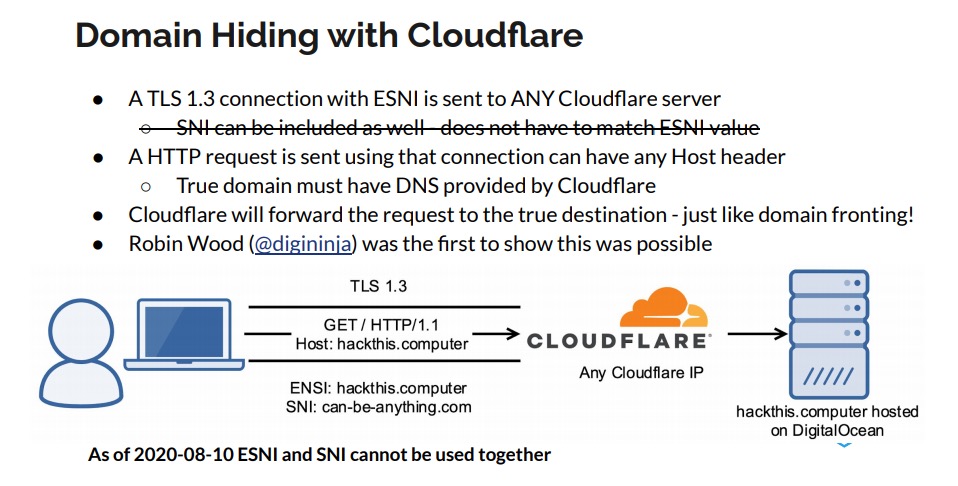 Domain Hiding with Cloudflare
● A TLS 1.3 connection with ESNI is sent to ANY Cloudflare server
○ SNI can be included as well - does not have to match ESNI value
● A HTTP request is sent using that connection can have any Host header
○ True domain must have DNS provided by Cloudflare
● Cloudflare will forward the request to the true destination - just like domain fronting!
● Robin Wood (@digininja) was the first to show this was possible
TLS 1.3
GET / HTTP/1.1
Host: hackthis.computer
CLOUDFLARE
Any Cloudflare IP
ENSI: hackthis.computer
SNI: can-be-anything.com
hackthis.computer hosted
on DigitalOcean
As of 2020-08-10 ESNI and SNI cannot be used together